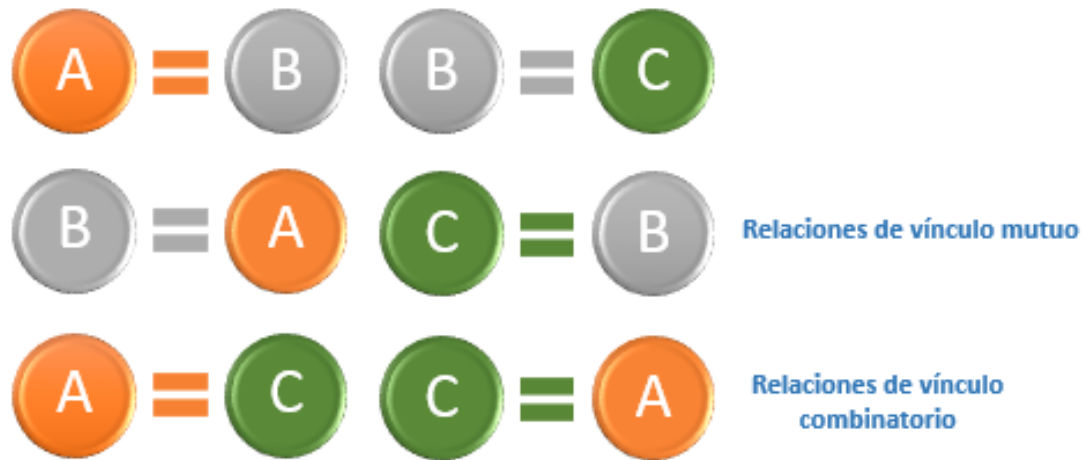 A = B B = C
B = A C = B Relaciones de vínculo mutuo
A = C C = A Relaciones de vínculo
combinatorio